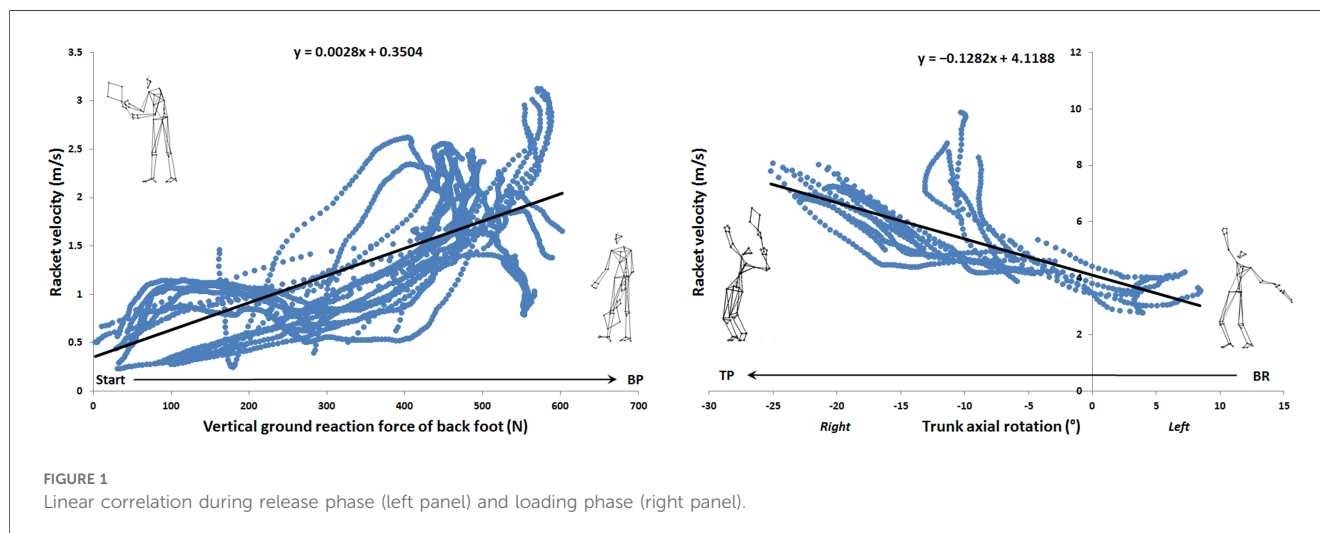 y = 0.0028x + 0.3504
3.5
3
2.5
2
1.5
1
0.5
0
Racket velocity (m/s)
Start
BP
0 100 200 300 400 500 600 700
Vertical ground reaction force of back foot (N)
y = −0.1282x + 4.1188
12
10
8
6
4
2
0
Racket velocity (m/s)
TP
BR
-30 -25 -20 -15 -10 -5 0 5 10 15
Right
Trunk axial rotation (°)
Left
FIGURE 1
Linear correlation during release phase (left panel) and loading phase (right panel).